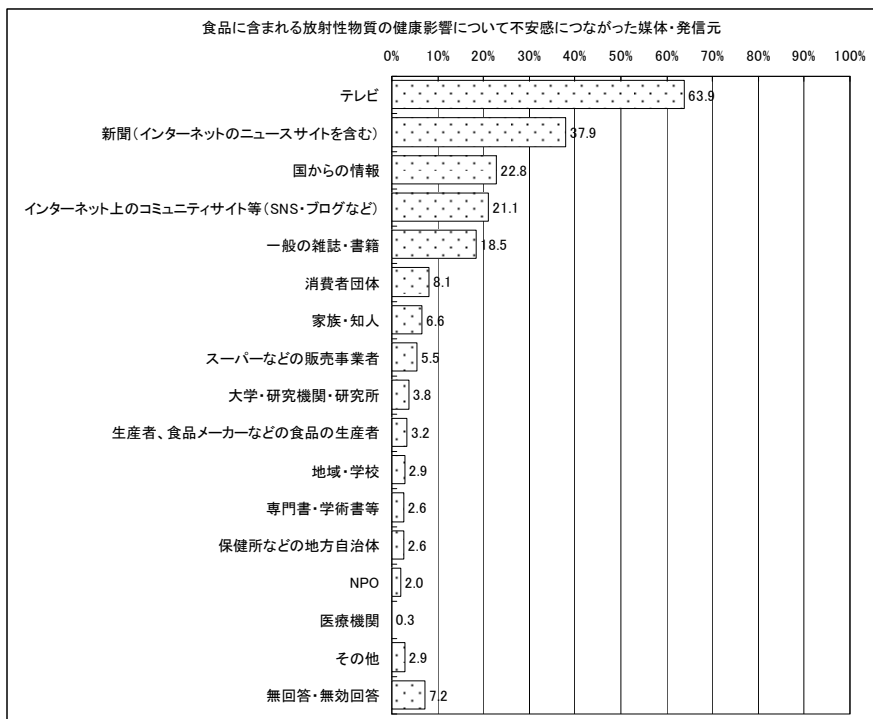 食品に含まれる放射性物質の健康影響について不安感につながった媒体・発信元
0% 10% 20% 30% 40% 50% 60% 70% 80% 90% 100%
テレビ 63.9
新聞(インターネットのニュースサイトを含む) 37.9
国からの情報 22.8
インターネット上のコミュニティサイト等(SNS・ブログなど) 21.1
一般の雑誌・書籍 18.5
消費者団体 8.1
家族・知人 6.6
スーパーなどの販売事業者 5.5
大学・研究機関・研究所 3.8
生産者、食品メーカーなどの食品の生産者 3.2
地域・学校 2.9
専門書・学術書等 2.6
保健所などの地方自治体 2.6
NPO 2.0
医療機関 0.3
その他 2.9
無回答・無効回答 7.2